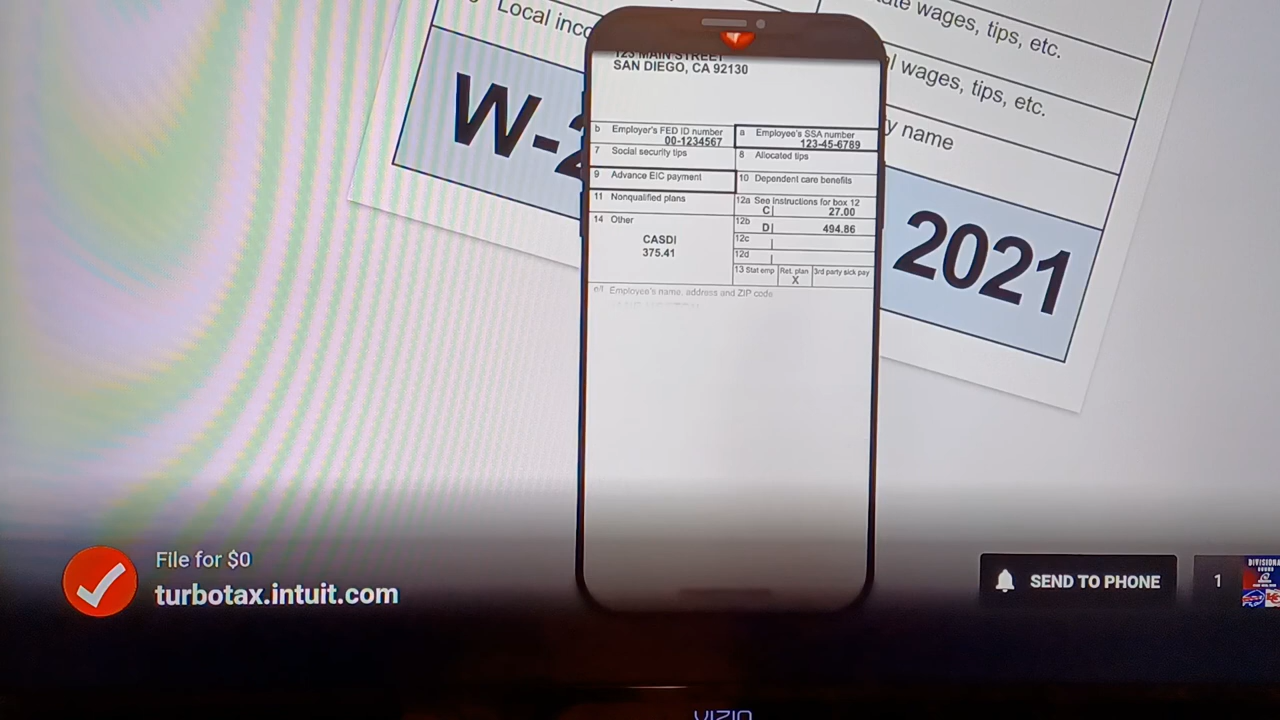 Local inco
ate wages, tips, etc.
al wages, tips, etc.
y name
W-2
2021
123 MAIN STREET
SAN DIEGO, CA 92130
b Employer's FED ID number
00-1234567
a Employee's SSA number
123-45-6789
7 Social security tips
8 Allocated tips
9 Advance EIC payment
10 Dependent care benefits
11 Nonqualified plans
12a See Instructions for box 12
C| 27.00
14 Other
12b
D| 494.86
CASDI
375.41
12c
12d
13 Stat emp Ret. plan 3rd party sick pay
X
e/f Employee's name, address and ZIP code
File for $0
turbotax.intuit.com
SEND TO PHONE
1
DIVISIONA
ROUND
VIZIO